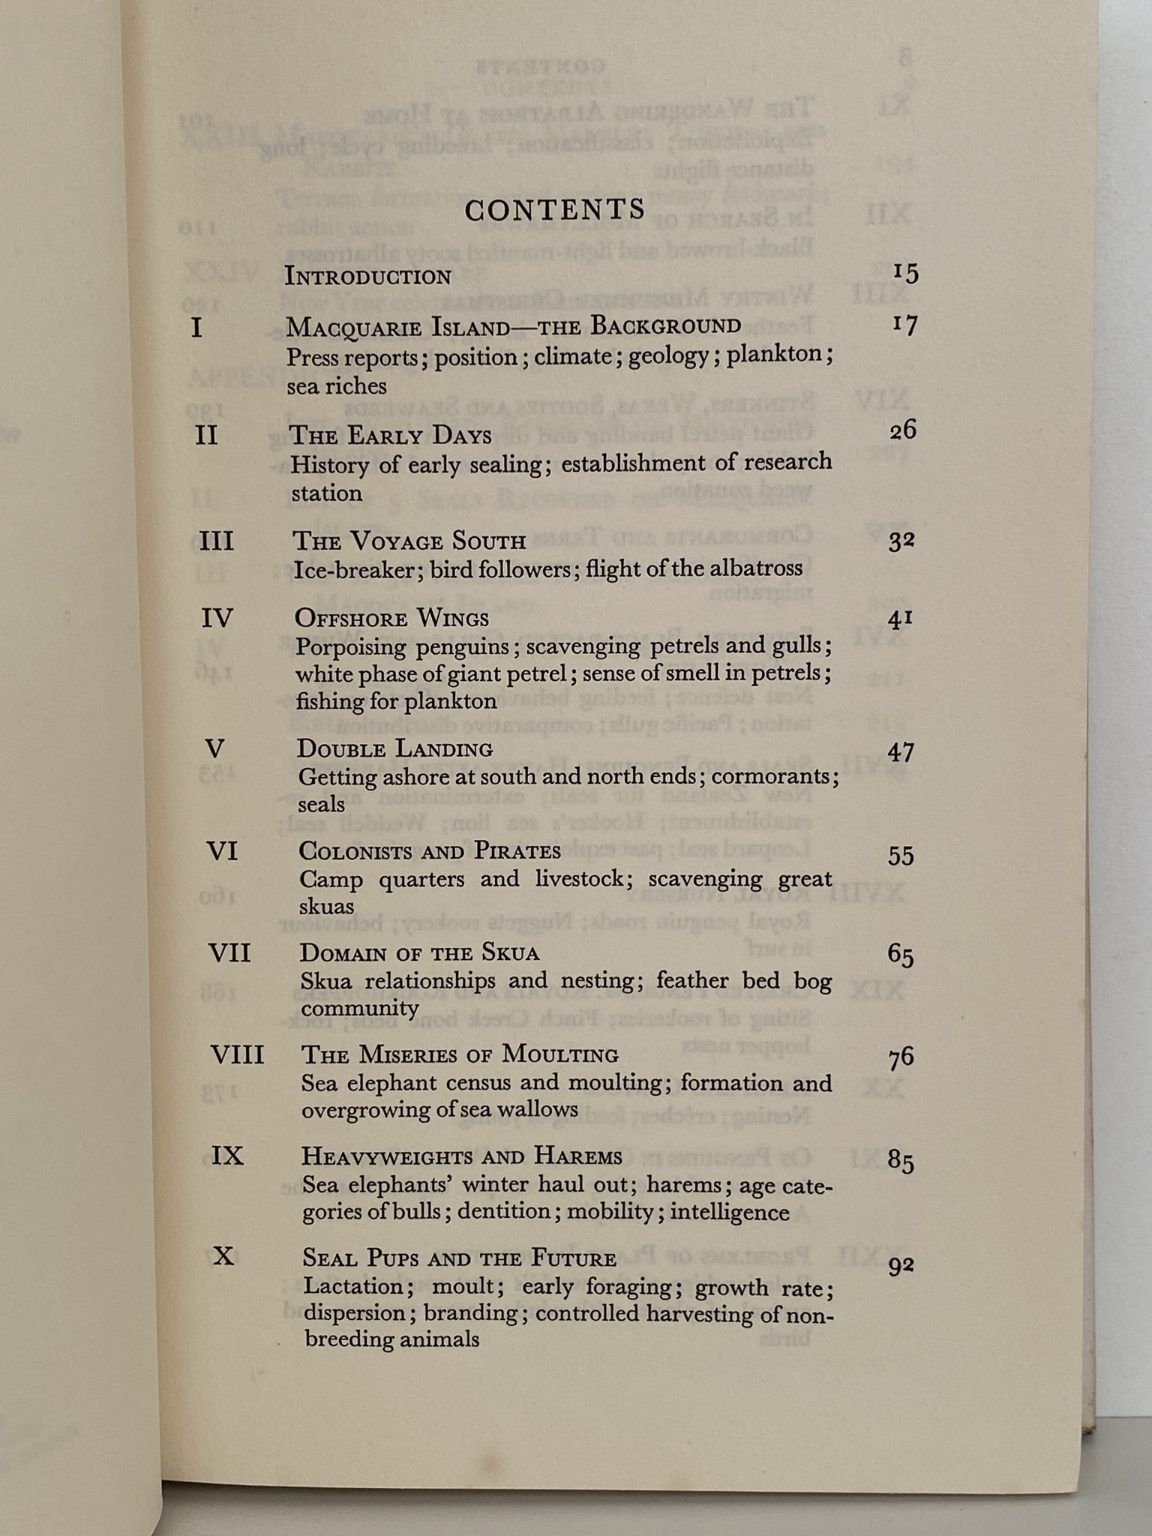 CONTENTS
INTRODUCTION 15
I MACQUARIE ISLAND—THE BACKGROUND 17
Press reports; position; climate; geology; plankton;
sea riches
II THE EARLY DAYS 26
History of early sealing; establishment of research
station
III THE VOYAGE SOUTH 32
Ice-breaker; bird followers; flight of the albatross
IV OFFSHORE WINGS 41
Porpoising penguins; scavenging petrels and gulls;
white phase of giant petrel; sense of smell in petrels;
fishing for plankton
V DOUBLE LANDING 47
Getting ashore at south and north ends; cormorants;
seals
VI COLONISTS AND PIRATES 55
Camp quarters and livestock; scavenging great
skuas
VII DOMAIN OF THE SKUA 65
Skua relationships and nesting; feather bed bog
community
VIII THE MISERIES OF MOULTING 76
Sea elephant census and moulting; formation and
overgrowing of sea wallows
IX HEAVYWEIGHTS AND HAREMS 85
Sea elephants' winter haul out; harems; age cate-
gories of bulls; dentition; mobility; intelligence
X SEAL PUPS AND THE FUTURE 92
Lactation; moult; early foraging; growth rate;
dispersion; branding; controlled harvesting of non-
breeding animals